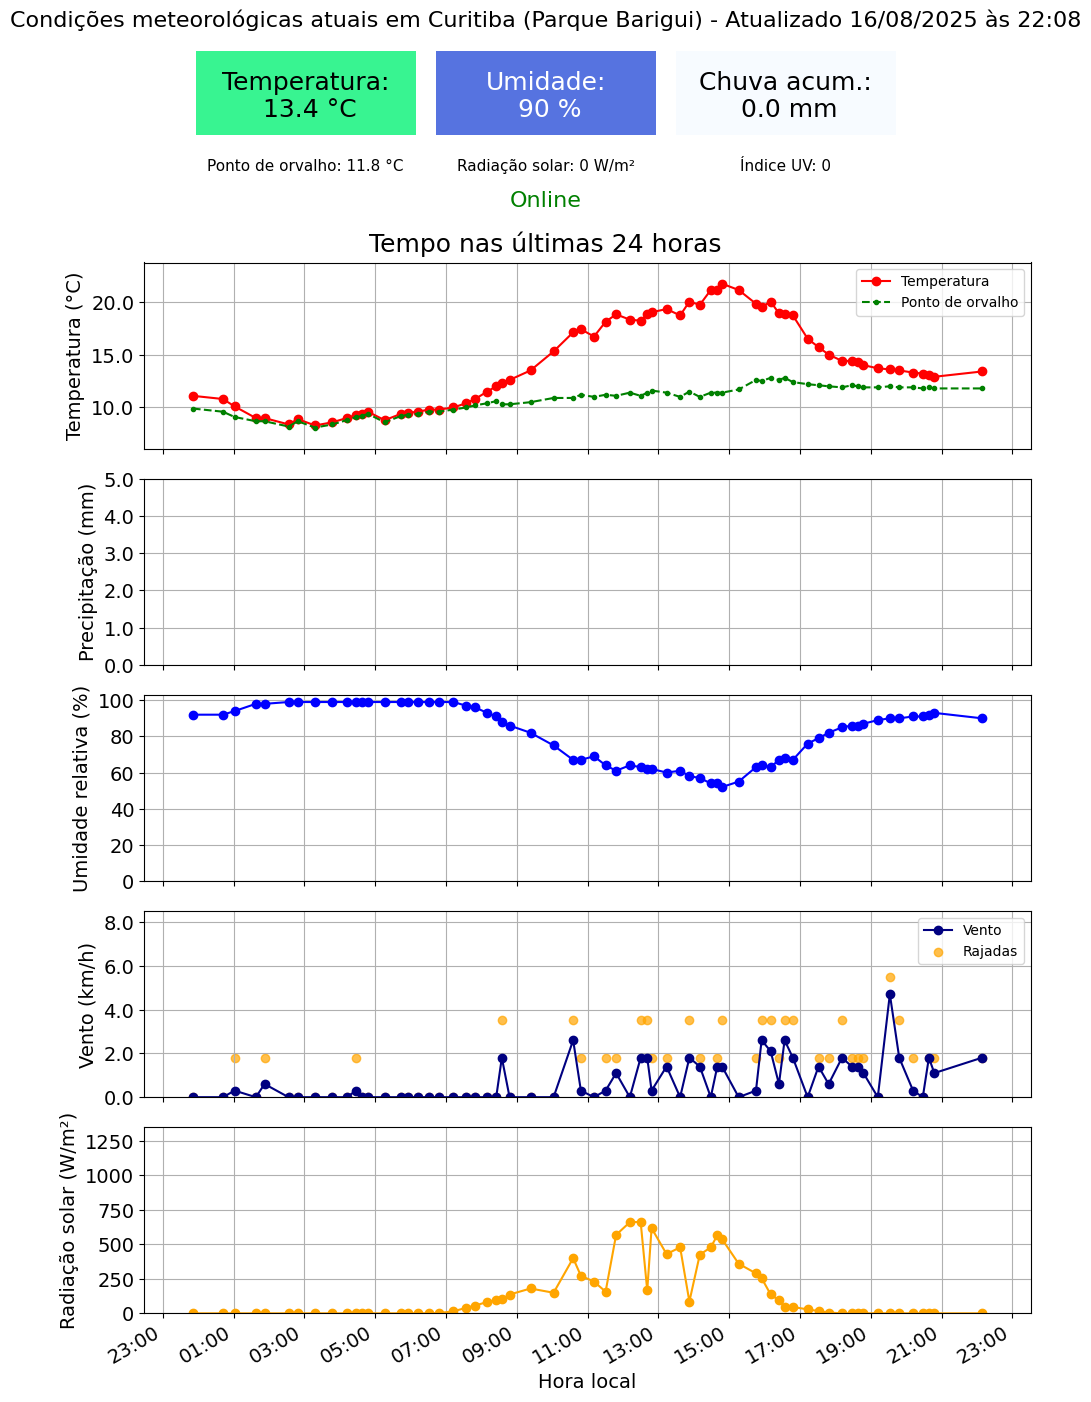 Condições meteorológicas atuais em Curitiba (Parque Barigui) - Atualizado 16/08/2025 às 22:08
Temperatura:
13.4 °C
Umidade:
90 %
Chuva acum.:
0.0 mm
Ponto de orvalho: 11.8 °C
Radiação solar: 0 W/m²
Índice UV: 0
Online
Tempo nas últimas 24 horas
Temperatura (°C)
20.0
15.0
10.0
Temperatura
Ponto de orvalho
Precipitação (mm)
5.0
4.0
3.0
2.0
1.0
0.0
Umidade relativa (%)
100
80
60
40
20
0
Vento (km/h)
8.0
6.0
4.0
2.0
0.0
Vento
Rajadas
Radiação solar (W/m²)
1250
1000
750
500
250
0
23:00
01:00
03:00
05:00
07:00
09:00
11:00
13:00
15:00
17:00
19:00
21:00
23:00
Hora local